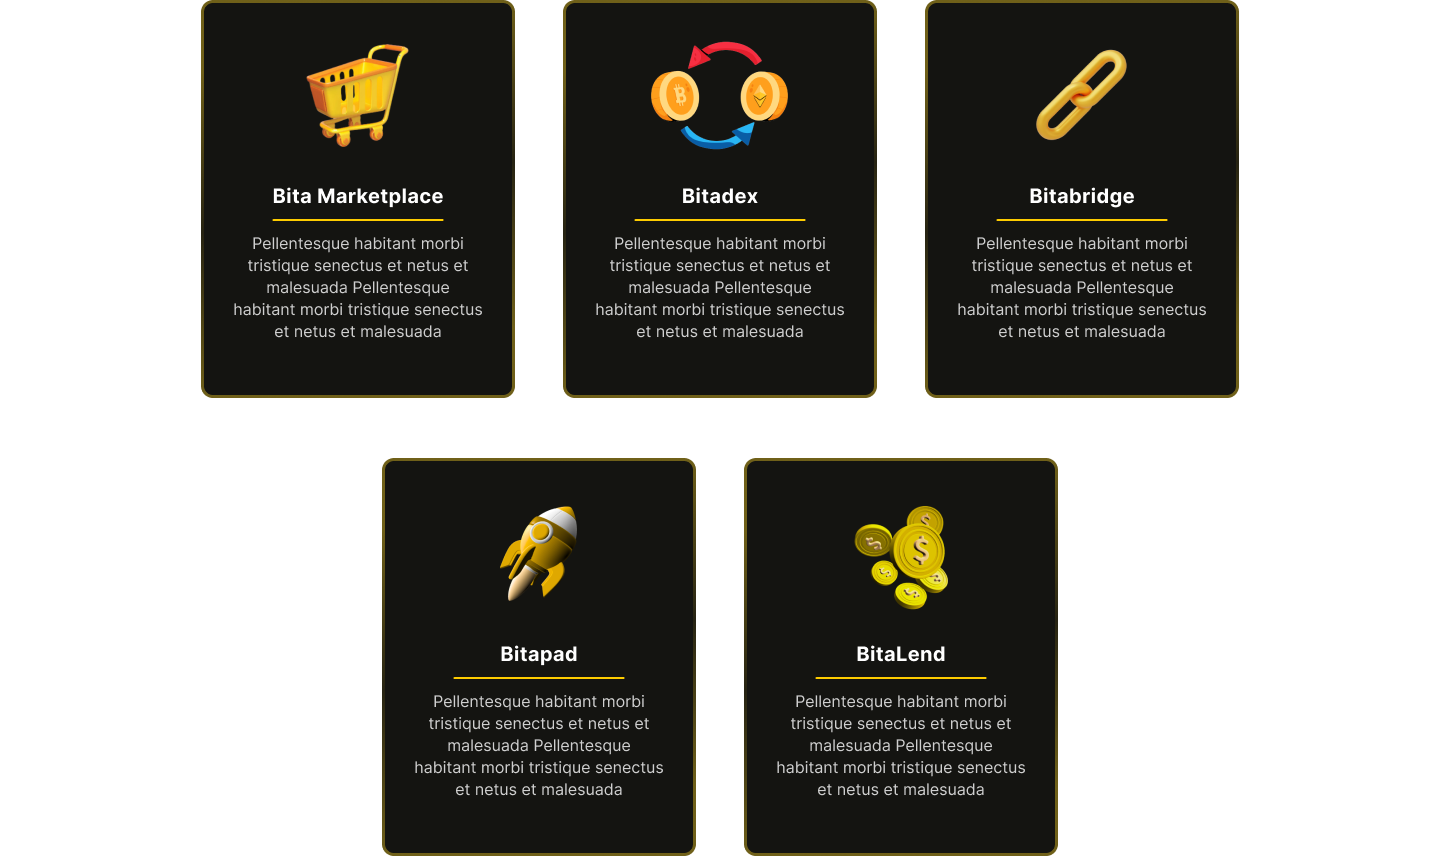 Bita Marketplace
Pellentesque habitant morbi
tristique senectus et netus et
malesuada Pellentesque
habitant morbi tristique senectus
et netus et malesuada
Bitadex
Pellentesque habitant morbi
tristique senectus et netus et
malesuada Pellentesque
habitant morbi tristique senectus
et netus et malesuada
Bitabridge
Pellentesque habitant morbi
tristique senectus et netus et
malesuada Pellentesque
habitant morbi tristique senectus
et netus et malesuada
Bitapad
Pellentesque habitant morbi
tristique senectus et netus et
malesuada Pellentesque
habitant morbi tristique senectus
et netus et malesuada
BitaLend
Pellentesque habitant morbi
tristique senectus et netus et
malesuada Pellentesque
habitant morbi tristique senectus
et netus et malesuada